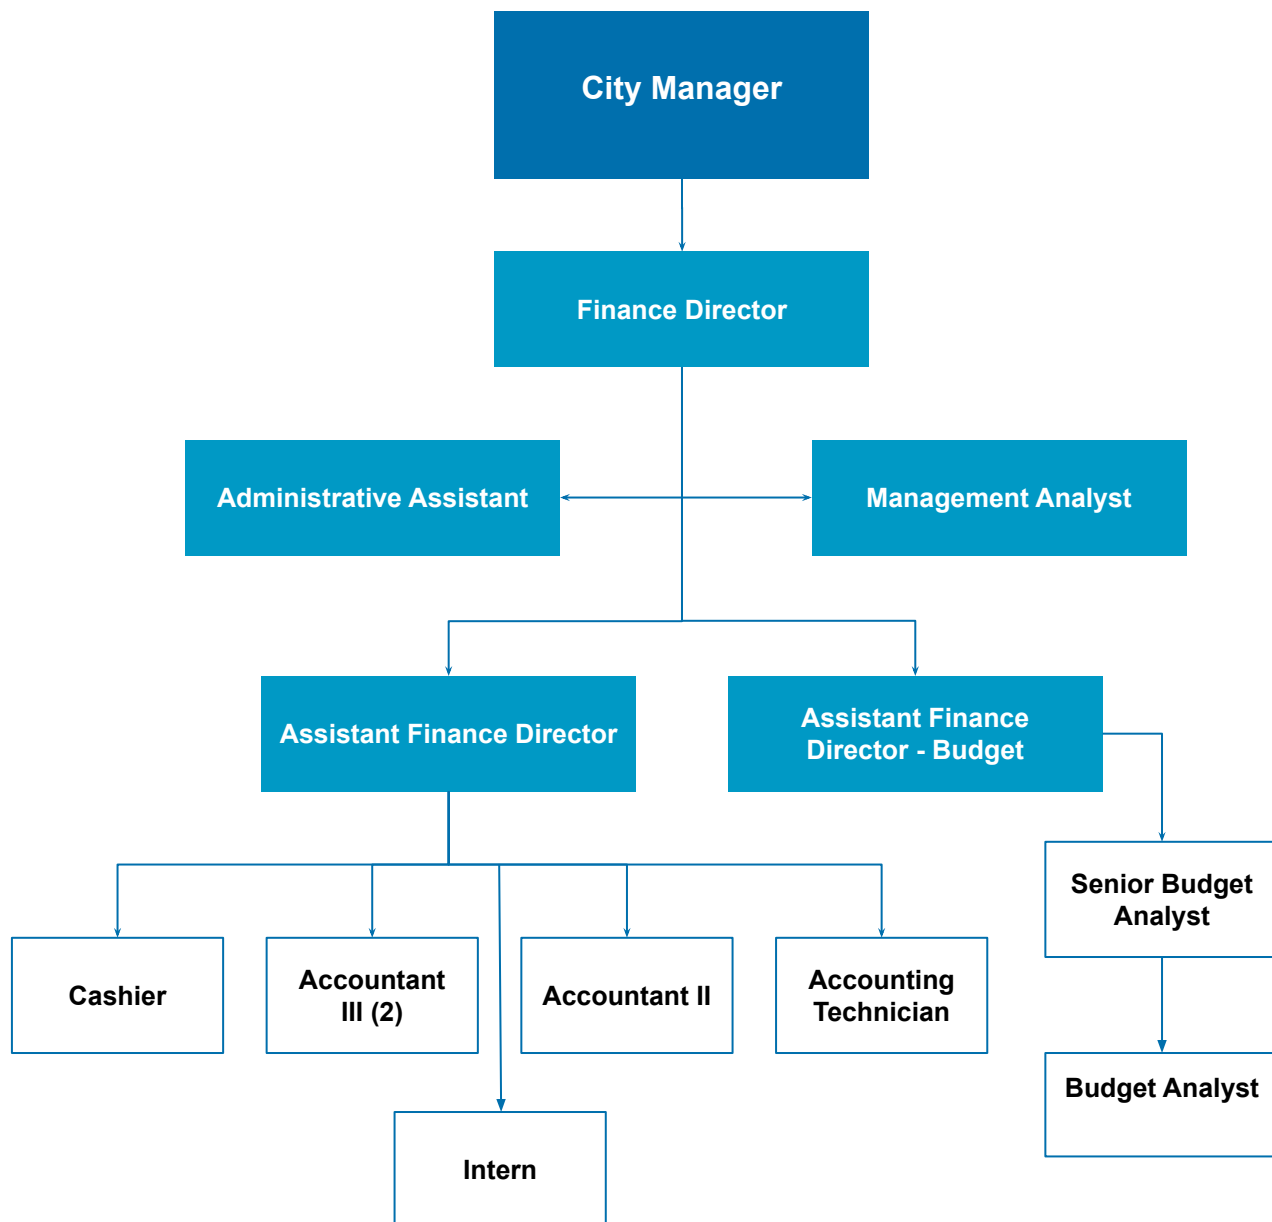 City Manager
Finance Director
Administrative Assistant
Management Analyst
Assistant Finance Director
Assistant Finance
Director - Budget
Senior Budget
Analyst
Cashier
Accountant
III (2)
Accountant II
Accounting
Technician
Budget Analyst
Intern